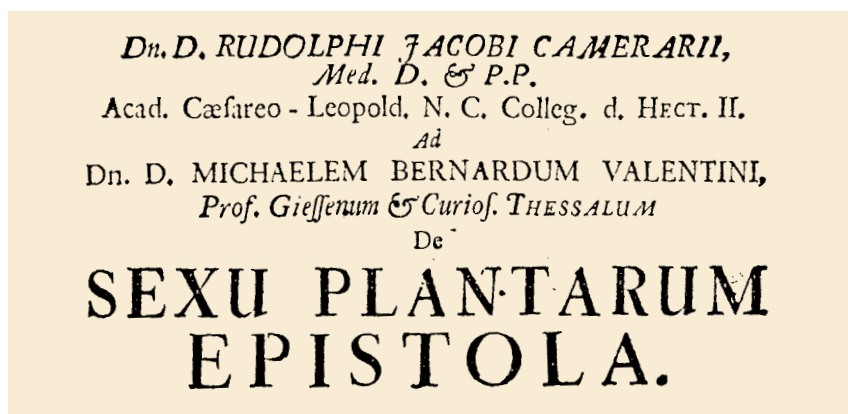 Dn. D. RUDOLPHI JACOBI CAMERARII,
Med. D. & P.P.
Acad. Cæſareo - Leopold. N. C. Colleg. d. HECT. II.
Ad
Dn. D. MICHAELEM BERNARDUM VALENTINI,
Prof. Gieſſenum & Curioſ. THESSALUM
De
SEXU PLANTARUM
EPISTOLA.